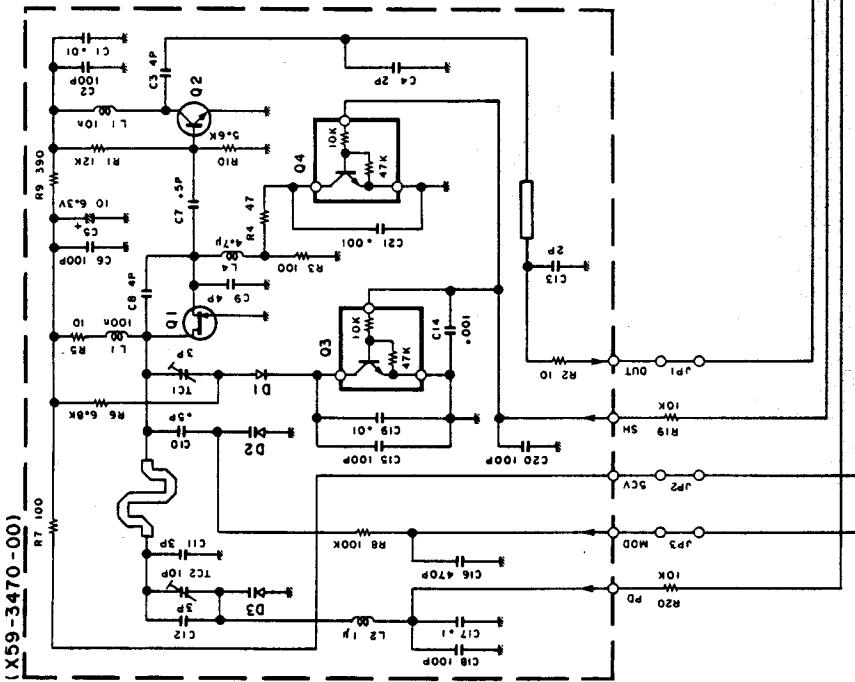 (X59-3470-00)
C1 .01
C2 100P
C3 4P
C4 2P
L1 10n
Q2
R1 12K
5.6K R10
R9 390
C7 .5P
Q4
10K
47K
R4 47
C21 .001
10 6.3V
+ C5
C6 100P
L4 4.7μ
R3 100
C8 4P
C9 4P
C13 2P
Q1
Q3
10K
47K
C14 .001
R5 10
L1 100n
TC1 3P
D1
R2 10
OUT
JP1
R6 6.8K
C10 .5P
D2
C19 .01
C15 100P
C20 100P
SH
R19 10K
5CV
JP2
R7 100
R8 100K
MOD
JP3
C11 3P
C16 470P
TC2 10P
D3
PD
R20 10K
C12 3P
L2 1μ
C17 .1
C18 100P